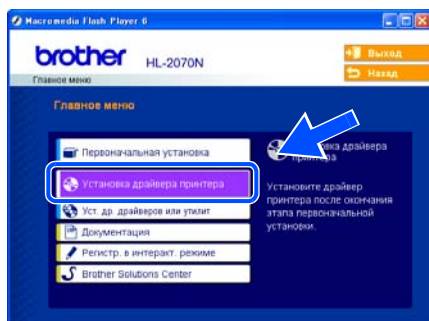 Macromedia Flash Player 6
brother
HL-2070N
Выход
Назад
Главное меню
Главное меню
Первоначальная установка
Установка драйвера принтера
Уст. др. драйверов или утилит
Документация
Регистр. в интеракт. режиме
Brother Solutions Center
драйвера
принтера
Установите драйвер
принтера после окончания
этапа первоначальной
установки.